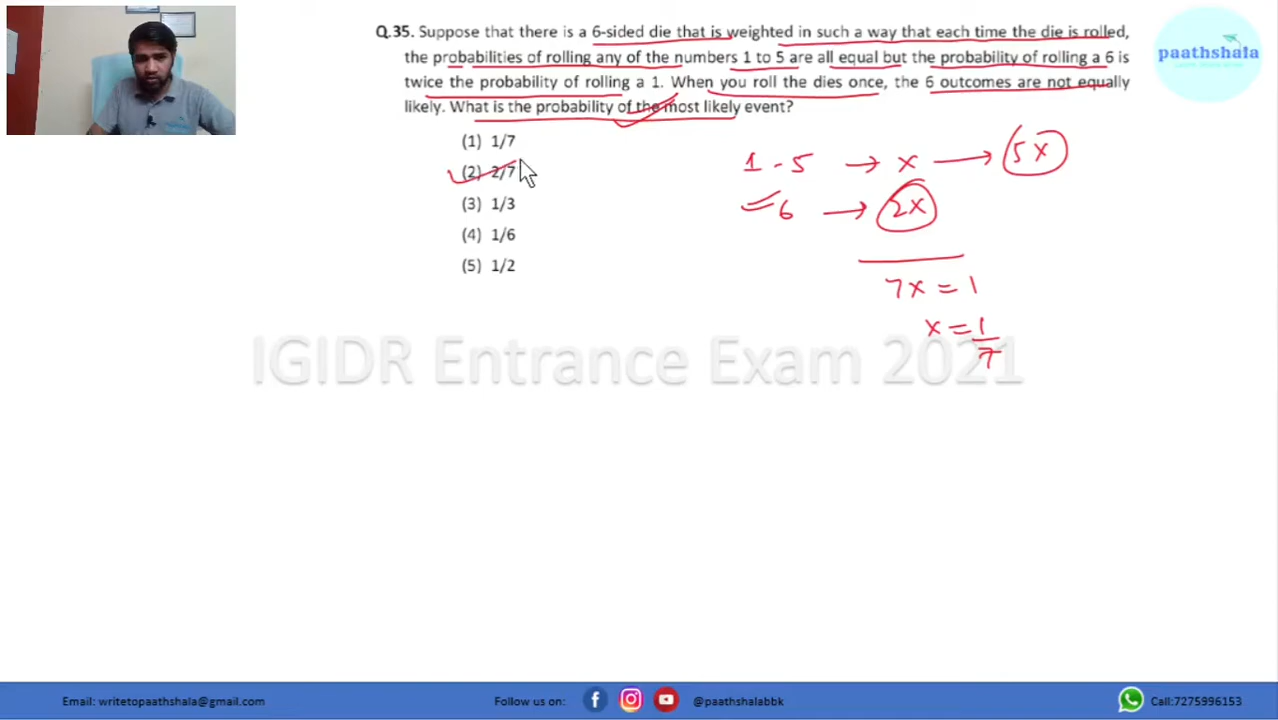 Q.35. Suppose that there is a 6-sided die that is weighted in such a way that each time the die is rolled,
the probabilities of rolling any of the numbers 1 to 5 are all equal but the probability of rolling a 6 is
twice the probability of rolling a 1. When you roll the dies once, the 6 outcomes are not equally
likely. What is the probability of the most likely event?
(1) 1/7
(2) 2/7
(3) 1/3
(4) 1/6
(5) 1/2
1 - 5 → x → 5x
6 → 2x
7x = 1
x = 1/7
paathshala
IGIDR Entrance Exam 2021
Email: writetopaathshala@gmail.com
Follow us on:
@paathshalabbk
Call:7275996153